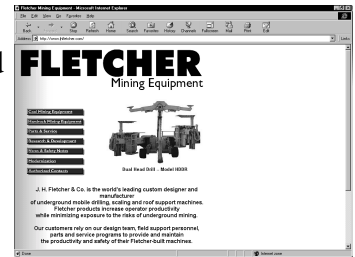 Fletcher Mining Equipment - Microsoft Internet Explorer
File Edit View Go Favorites Help
Back Stop Refresh Home Search Favorites History Channels Fullscreen Mail Print Edit
Address http://www.jhfletcher.com/ Links
FLETCHER
Mining Equipment
Coal Mining Equipment
Hardrock Mining Equipment
Parts & Service
Research & Development
News & Safety Notes
Modernization
Authorized Contacts
Dual Head Drill - Model HDDR
J. H. Fletcher & Co. is the world's leading custom designer and
manufacturer
of underground mobile drilling, scaling and roof support machines.
Fletcher products increase operator productivity
while minimizing exposure to the risks of underground mining.
Our customers rely on our design team, field support personnel,
parts and service programs to provide and maintain
the productivity and safety of their Fletcher-built machines.
Done Internet zone